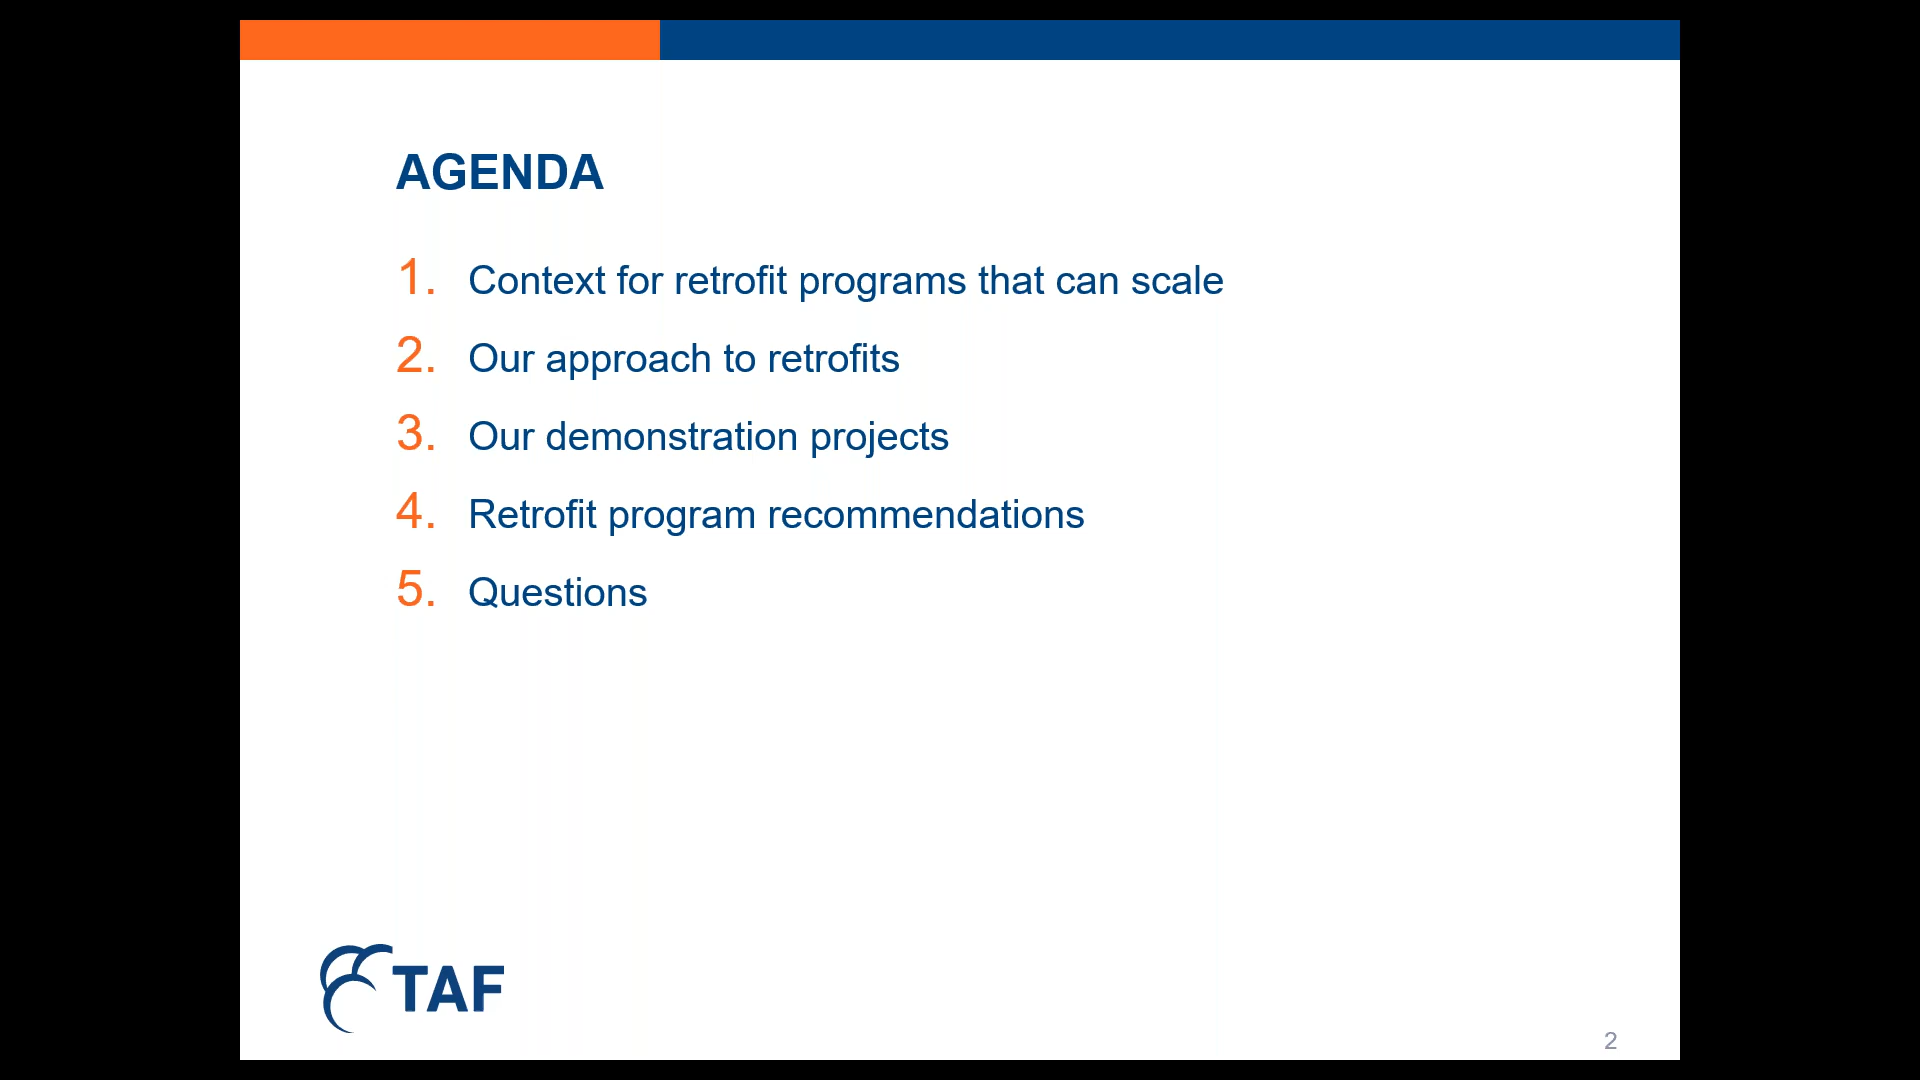 AGENDA
1. Context for retrofit programs that can scale
2. Our approach to retrofits
3. Our demonstration projects
4. Retrofit program recommendations
5. Questions
TAF
2